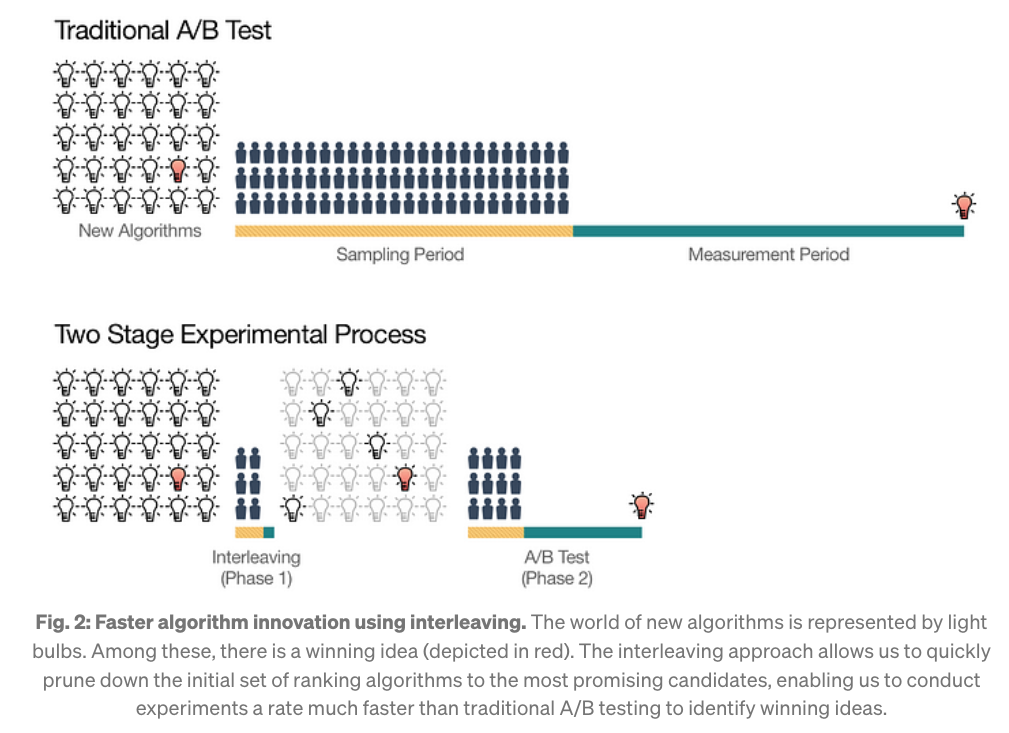 Traditional A/B Test
New Algorithms
Sampling Period
Measurement Period
Two Stage Experimental Process
Interleaving
(Phase 1)
A/B Test
(Phase 2)
Fig. 2: Faster algorithm innovation using interleaving. The world of new algorithms is represented by light
bulbs. Among these, there is a winning idea (depicted in red). The interleaving approach allows us to quickly
prune down the initial set of ranking algorithms to the most promising candidates, enabling us to conduct
experiments a rate much faster than traditional A/B testing to identify winning ideas.